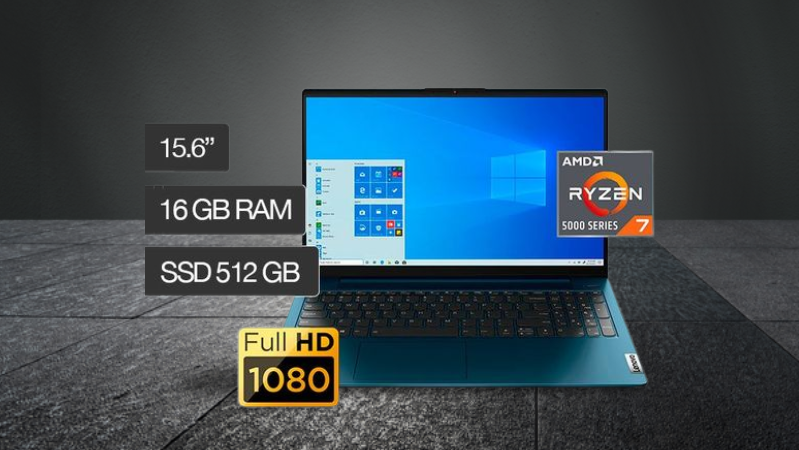 15.6”
16 GB RAM
SSD 512 GB
Full HD
1080
AMD
RYZEN
5000 SERIES 7
Lenovo